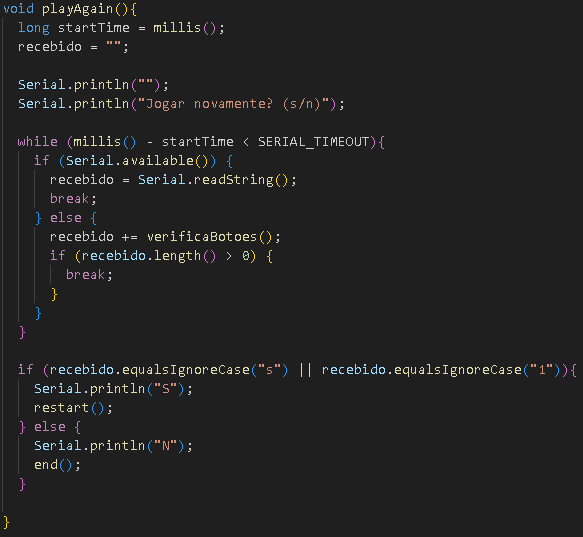 void playAgain(){
  long startTime = millis();
  recebido = "";

  Serial.println("");
  Serial.println("Jogar novamente? (s/n)");

  while (millis() - startTime < SERIAL_TIMEOUT){
    if (Serial.available()) {
      recebido = Serial.readString();
      break;
    } else {
      recebido += verificaBotoes();
      if (recebido.length() > 0) {
        break;
      }
    }
  }

  if (recebido.equalsIgnoreCase("s") || recebido.equalsIgnoreCase("1")){
    Serial.println("S");
    restart();
  } else {
    Serial.println("N");
    end();
  }

}